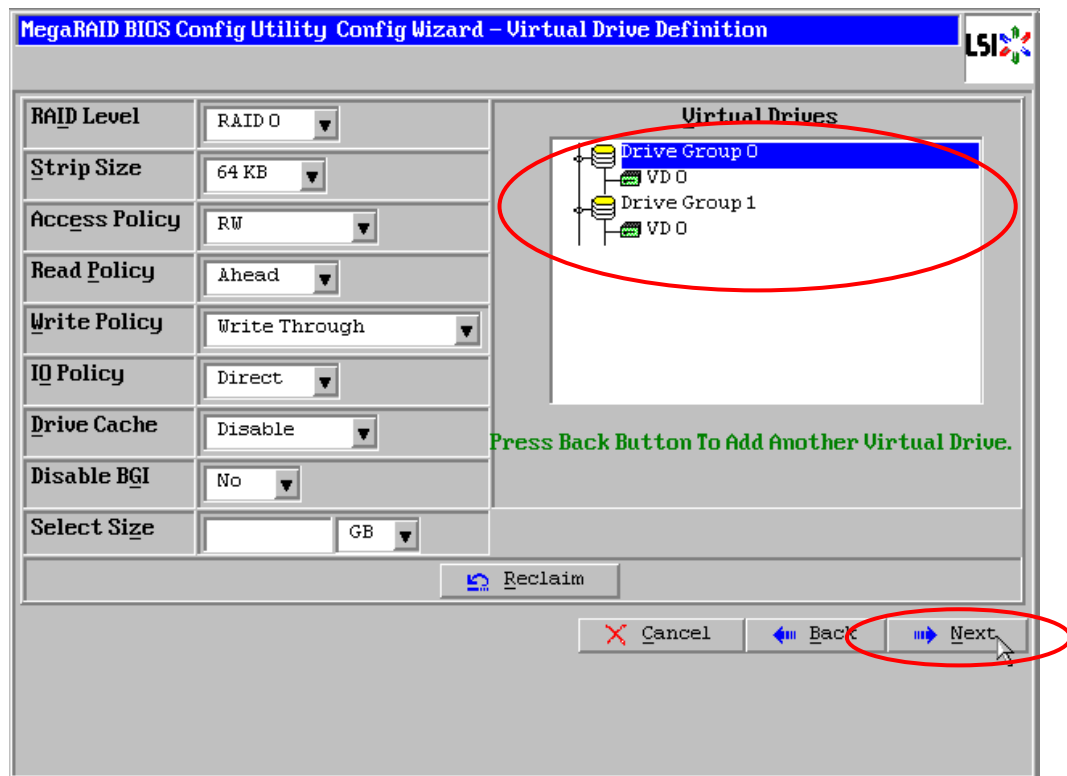 MegaRAID BIOS Config Utility Config Wizard – Virtual Drive Definition
LSI
RAID Level
RAID 0
Strip Size
64 KB
Access Policy
RW
Read Policy
Ahead
Write Policy
Write Through
IO Policy
Direct
Drive Cache
Disable
Disable BGI
No
Select Size
GB
Virtual Drives
Drive Group 0
VD 0
Drive Group 1
VD 0
Press Back Button To Add Another Virtual Drive.
Reclaim
Cancel
Back
Next